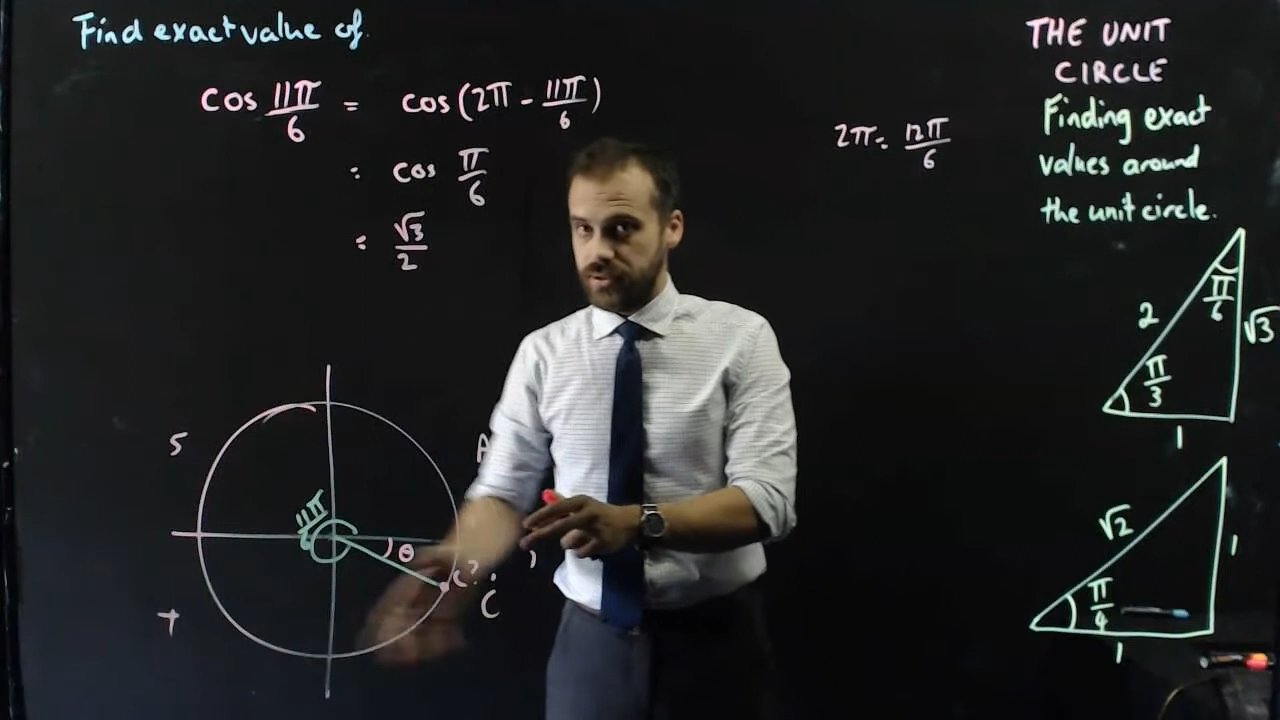 Find exact value of.
cos 11π/6 = cos(2π - 11π/6)
= cos π/6
= √3/2
2π = 12π/6
THE UNIT
CIRCLE
Finding exact
values around
the unit circle.
2
π/6
√3
π/3
1
√2
1
π/4
1
S
A
11π/6
θ
T
C